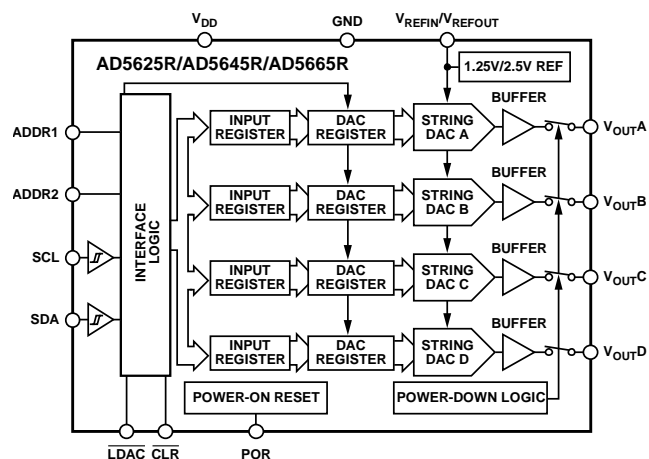 VDD
GND
VREFIN/VREFOUT
AD5625R/AD5645R/AD5665R
1.25V/2.5V REF
ADDR1
ADDR2
SCL
SDA
INTERFACE
LOGIC
INPUT
REGISTER
DAC
REGISTER
STRING
DAC A
BUFFER
VOUTA
INPUT
REGISTER
DAC
REGISTER
STRING
DAC B
BUFFER
VOUTB
INPUT
REGISTER
DAC
REGISTER
STRING
DAC C
BUFFER
VOUTC
INPUT
REGISTER
DAC
REGISTER
STRING
DAC D
BUFFER
VOUTD
POWER-ON RESET
POWER-DOWN LOGIC
LDAC
CLR
POR